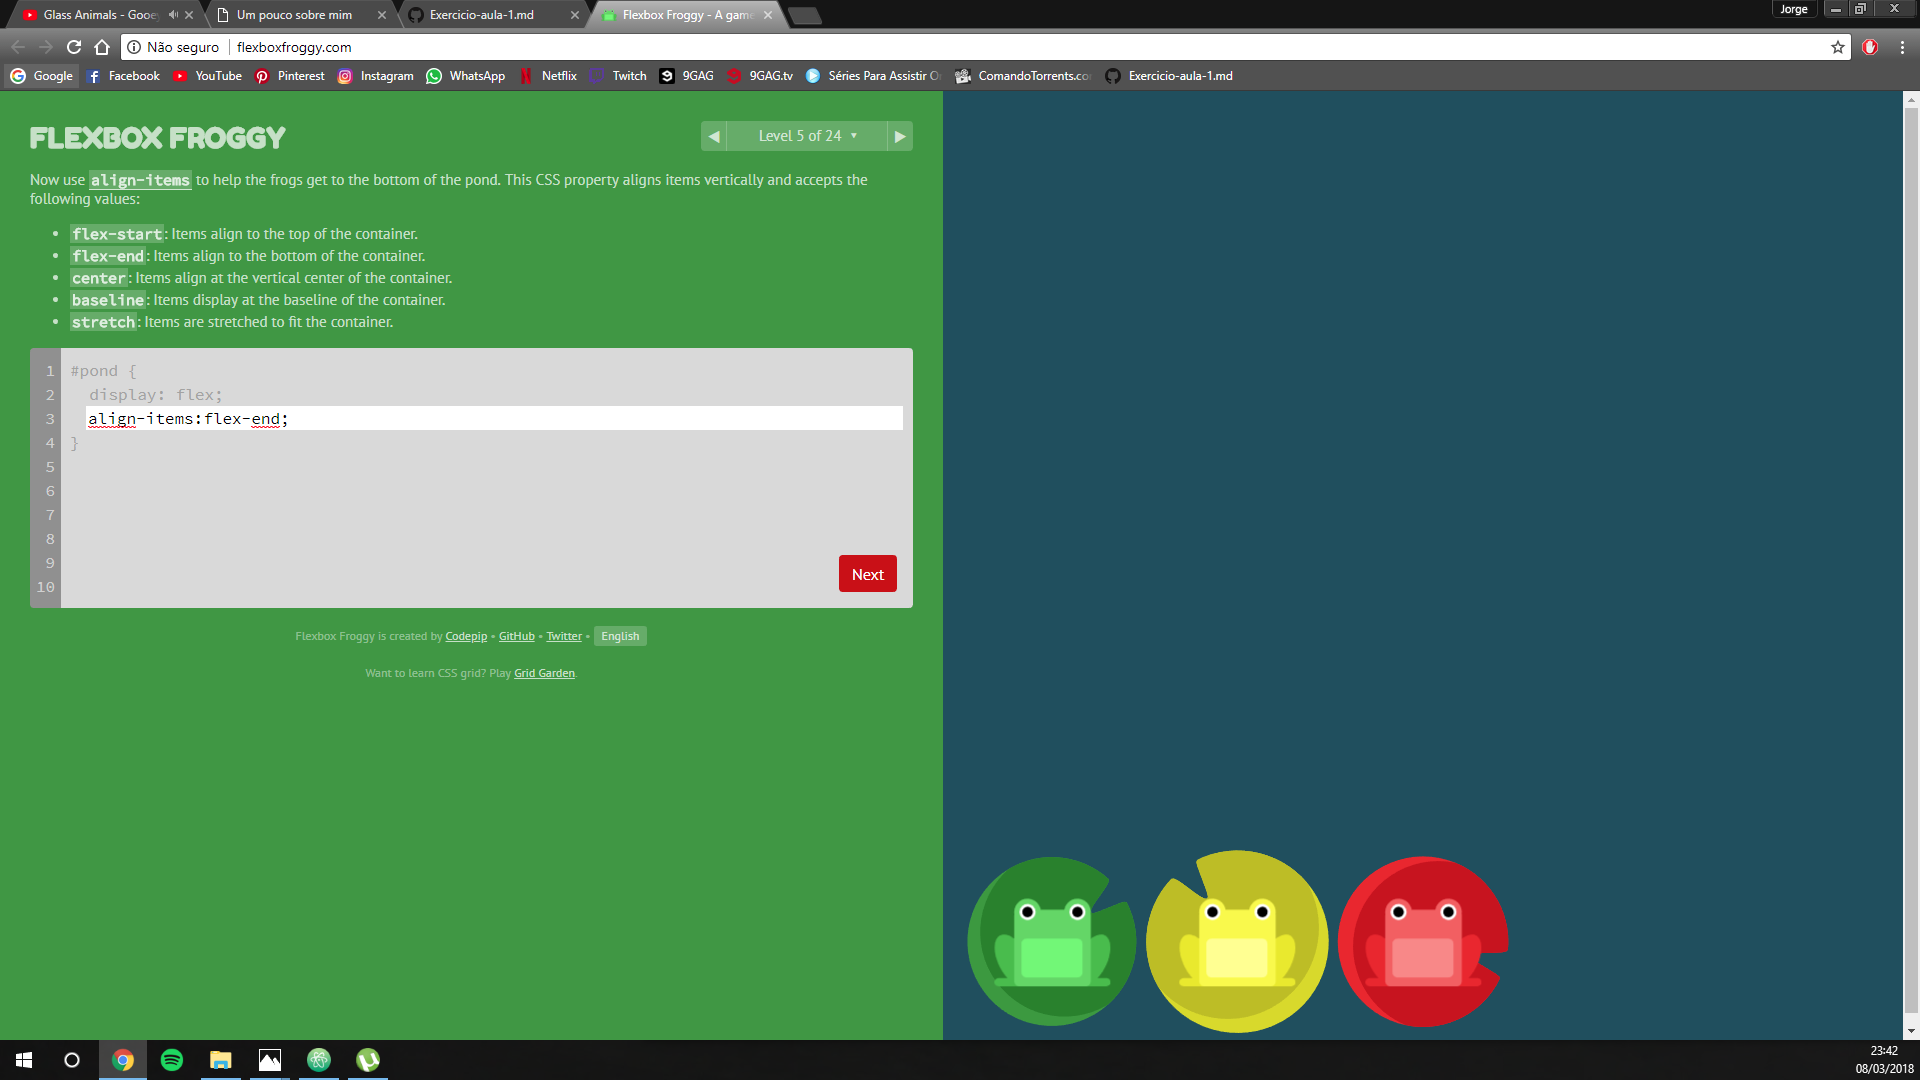 Glass Animals - Gooe
Um pouco sobre mim
Exercicio-aula-1.md
Flexbox Froggy - A game
Jorge
Não seguro
flexboxfroggy.com
Google
Facebook
YouTube
Pinterest
Instagram
WhatsApp
Netflix
Twitch
9GAG
9GAG.tv
Séries Para Assistir O
ComandoTorrents.co
Exercicio-aula-1.md
FLEXBOX FROGGY
Level 5 of 24
Now use align-items to help the frogs get to the bottom of the pond. This CSS property aligns items vertically and accepts the
following values:
flex-start: Items align to the top of the container.
flex-end: Items align to the bottom of the container.
center: Items align at the vertical center of the container.
baseline: Items display at the baseline of the container.
stretch: Items are stretched to fit the container.
1 #pond {
2 display: flex;
3 align-items:flex-end;
4 }
5
6
7
8
9
10
Next
Flexbox Froggy is created by Codepip • GitHub • Twitter • English
Want to learn CSS grid? Play Grid Garden.
23:42
08/03/2018